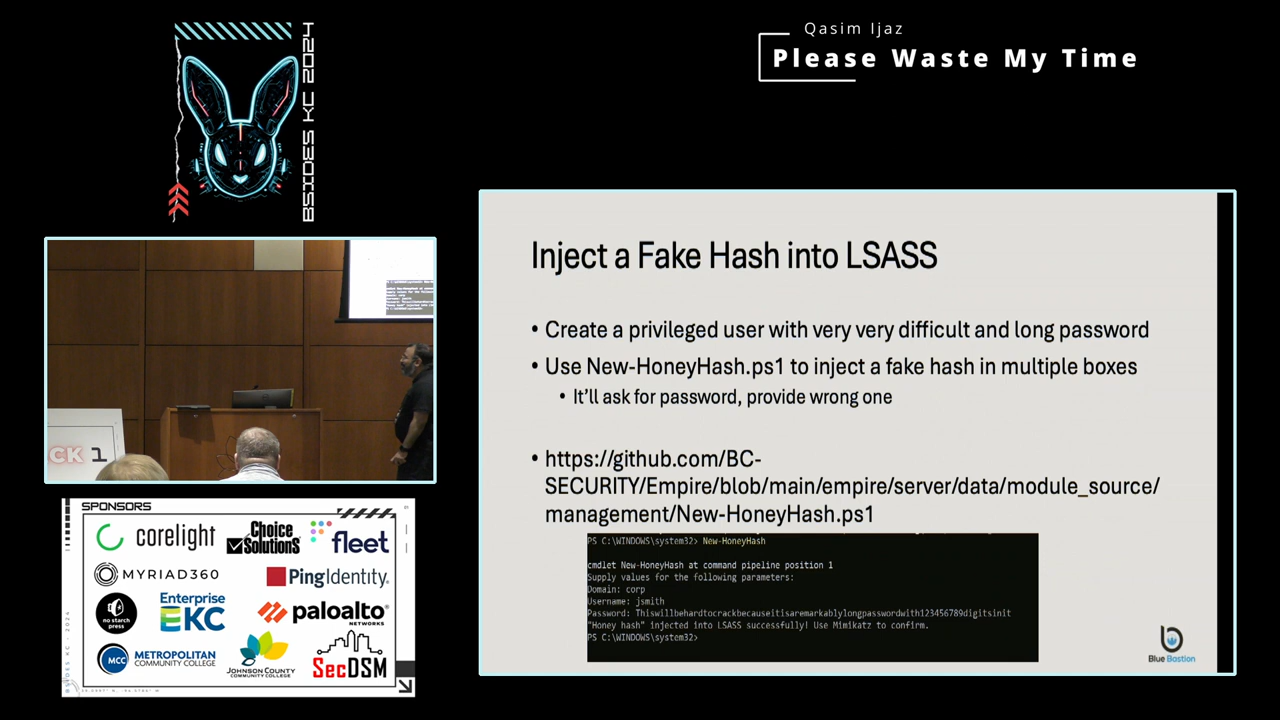 Qasim Ijaz
Please Waste My Time
BSIDES KC 2024
Inject a Fake Hash into LSASS
• Create a privileged user with very very difficult and long password
• Use New-HoneyHash.ps1 to inject a fake hash in multiple boxes
• It'll ask for password, provide wrong one
• https://github.com/BC-
SECURITY/Empire/blob/main/empire/server/data/module_source/
management/New-HoneyHash.ps1
PS C:\WINDOWS\system32> New-HoneyHash
cmdlet New-HoneyHash at command pipeline position 1
Supply values for the following parameters:
Domain: corp
Username: jsmith
Password: Thiswillbehardtocrackbecauseitisaremarkablylongpasswordwith123456789digitsinit
"Honey hash" injected into LSASS successfully! Use Mimikatz to confirm.
PS C:\WINDOWS\system32>
Blue Bastion
CK 1
SPONSORS
corelight
Choice
Solutions
fleet
MYRIAD360
PingIdentity.
no starch
press
Enterprise
KC
paloalto
NETWORKS
MCC
METROPOLITAN
COMMUNITY COLLEGE
JOHNSON COUNTY
COMMUNITY COLLEGE
SecDSM
BSIDES KC - 2024